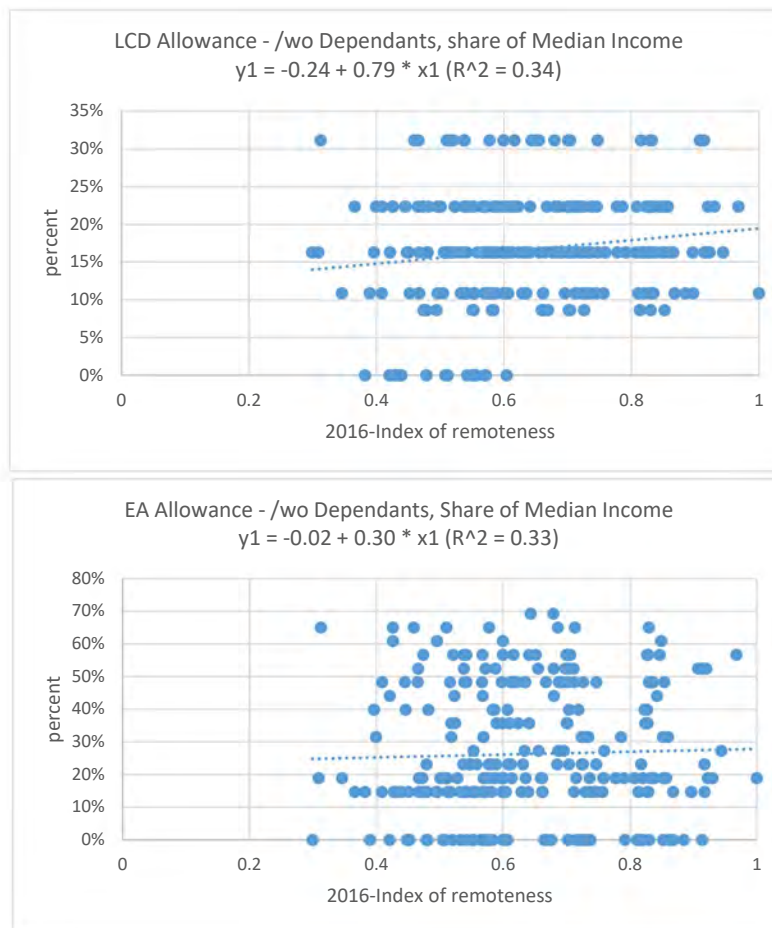 LCD Allowance - /wo Dependants, share of Median Income
y1 = -0.24 + 0.79 * x1 (R^2 = 0.34)
35%
30%
25%
20%
15%
10%
5%
0%
percent
0 0.2 0.4 0.6 0.8 1
2016-Index of remoteness
EA Allowance - /wo Dependants, Share of Median Income
y1 = -0.02 + 0.30 * x1 (R^2 = 0.33)
80%
70%
60%
50%
40%
30%
20%
10%
0%
percent
0 0.2 0.4 0.6 0.8 1
2016-Index of remoteness